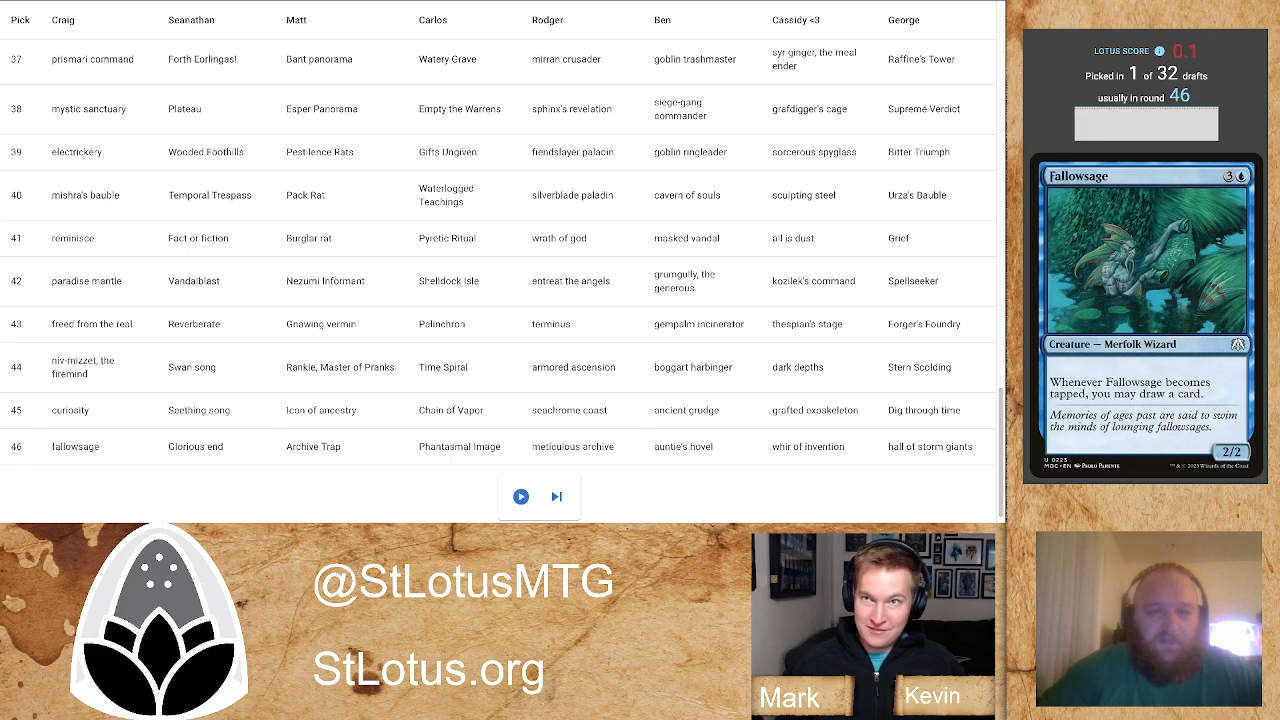 Pick Craig Seanathan Matt Carlos Rodger Ben Cassidy <3 George
37 prismari command Forth Eorlingas! Bant panorama Watery Grave mirran crusader goblin trashmaster syr ginger, the meal ender Raffine's Tower
38 mystic sanctuary Plateau Esper Panorama Empty the Warrens sphinx's revelation siege-gang commander grafdigger's cage Supreme Verdict
39 electrickery Wooded Foothills Pestilence Rats Gifts Ungiven fiendslayer paladin goblin ringleader sorcerous spyglass Bitter Triumph
40 mishra's bauble Temporal Trespass Pack Rat Waterlogged Teachings silverblade paladin cavern of souls sculpting steel Urza's Bauble
41 reminisce Fact or fiction Burglar rat Pyretic Ritual wrath of god masked vandal all is dust Grief
42 paradise mantle Vandalblast Nezumi Informant Shelldock Isle entreat the angels grumgully, the generous kozilek's command Spellseeker
43 freed from the real Reverberate Gnawing vermin Palinchron terminus gempalm incinerator thespian's stage Forger's Foundry
44 niv-mizzet, the firemind Swan song Rankle, Master of Pranks Time Spiral armored ascension boggart harbinger dark depths Stern Scolding
45 curiosity Seething song Icon of ancestry Chain of Vapor seachrome coast ancient grudge grafted exoskeleton Dig through time
46 fallowsage Glorious end Archive Trap Phantasmal Image meticulous archive auntie's hovel whir of invention hall of storm giants
LOTUS SCORE i 0.1
Picked in 1 of 32 drafts
usually in round 46
Fallowsage 3
Creature — Merfolk Wizard
Whenever Fallowsage becomes
tapped, you may draw a card.
Memories of ages past are said to swim
the minds of lounging fallowsages.
2/2
U 0223
MOC • EN Paolo Parente ™ & © 2023 Wizards of the Coast
@StLotusMTG
StLotus.org
Mark
Kevin